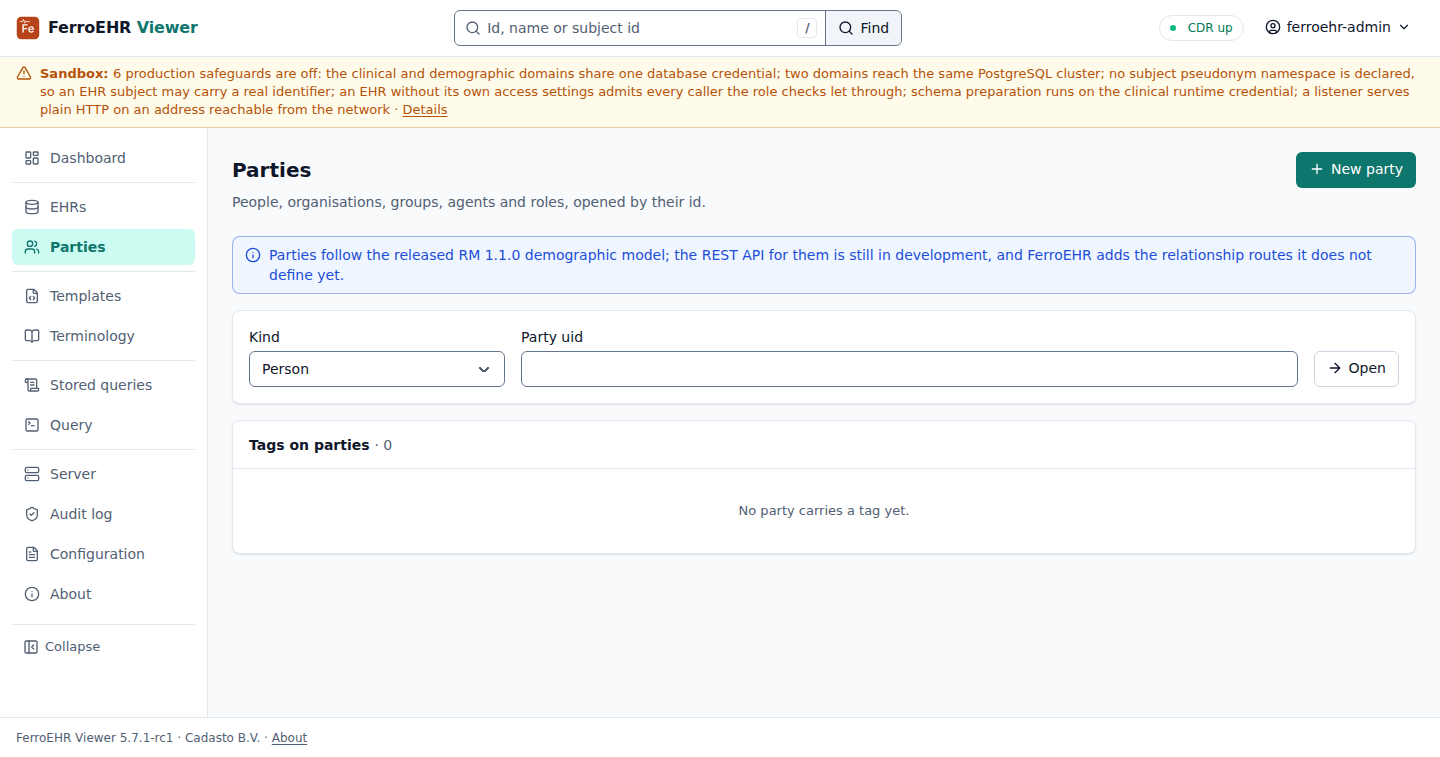 Fe
FerroEHR Viewer
Id, name or subject id
/
Find
CDR up
ferroehr-admin
Sandbox: 6 production safeguards are off: the clinical and demographic domains share one database credential; two domains reach the same PostgreSQL cluster; no subject pseudonym namespace is declared,
so an EHR subject may carry a real identifier; an EHR without its own access settings admits every caller the role checks let through; schema preparation runs on the clinical runtime credential; a listener serves
plain HTTP on an address reachable from the network · Details
Dashboard
EHRs
Parties
Templates
Terminology
Stored queries
Query
Server
Audit log
Configuration
About
Collapse
Parties
New party
People, organisations, groups, agents and roles, opened by their id.
Parties follow the released RM 1.1.0 demographic model; the REST API for them is still in development, and FerroEHR adds the relationship routes it does not
define yet.
Kind
Party uid
Person
Open
Tags on parties · 0
No party carries a tag yet.
FerroEHR Viewer 5.7.1-rc1 · Cadasto B.V. · About